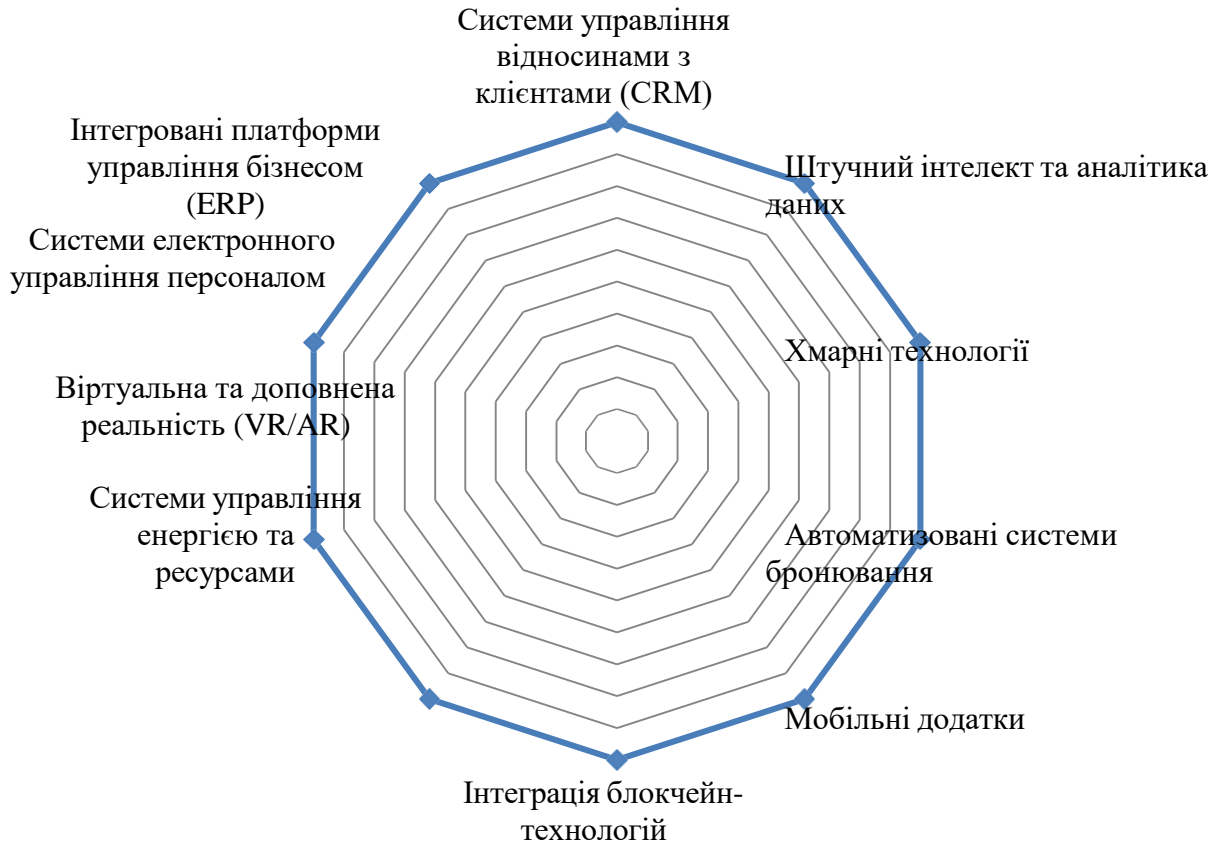 Системи управління
відносинами з
клієнтами (CRM)
Штучний інтелект та аналітика
даних
Хмарні технології
Автоматизовані системи
бронювання
Мобільні додатки
Інтеграція блокчейн-
технологій
Системи управління
енергією та
ресурсами
Віртуальна та доповнена
реальність (VR/AR)
Системи електронного
управління персоналом
Інтегровані платформи
управління бізнесом
(ERP)